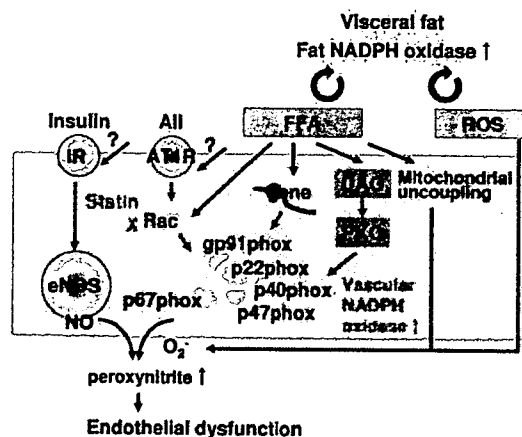 Visceral fat
Fat NADPH oxidase ↑
Insulin
AII
?
?
FFA
ROS
IR
Statin
x Rac
DAG
Mitochondrial
uncoupling
PKC
gp91phox
p22phox
p40phox
p67phox
p47phox
Vascular
NADPH
oxidase ↑
eNOS
NO
O₂⁻
peroxynitrite ↑
Endothelial dysfunction